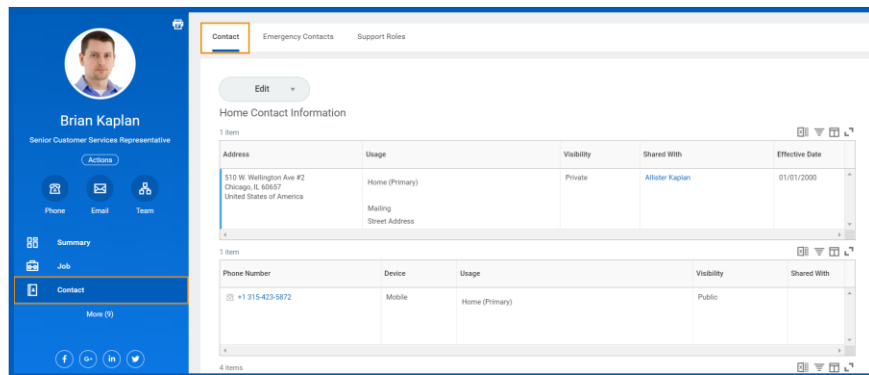 Brian Kaplan
Senior Customer Services Representative
Actions
Phone Email Team
Summary
Job
Contact
More (9)
f G+ in
Contact Emergency Contacts Support Roles
Edit
Home Contact Information
1 item
Address Usage Visibility Shared With Effective Date
510 W. Wellington Ave #2
Chicago, IL 60657
United States of America
Home (Primary)
Mailing
Street Address
Private
Allister Kaplan
01/01/2000
1 item
Phone Number Device Usage Visibility Shared With
+1 315-423-5872 Mobile Home (Primary) Public
4 items